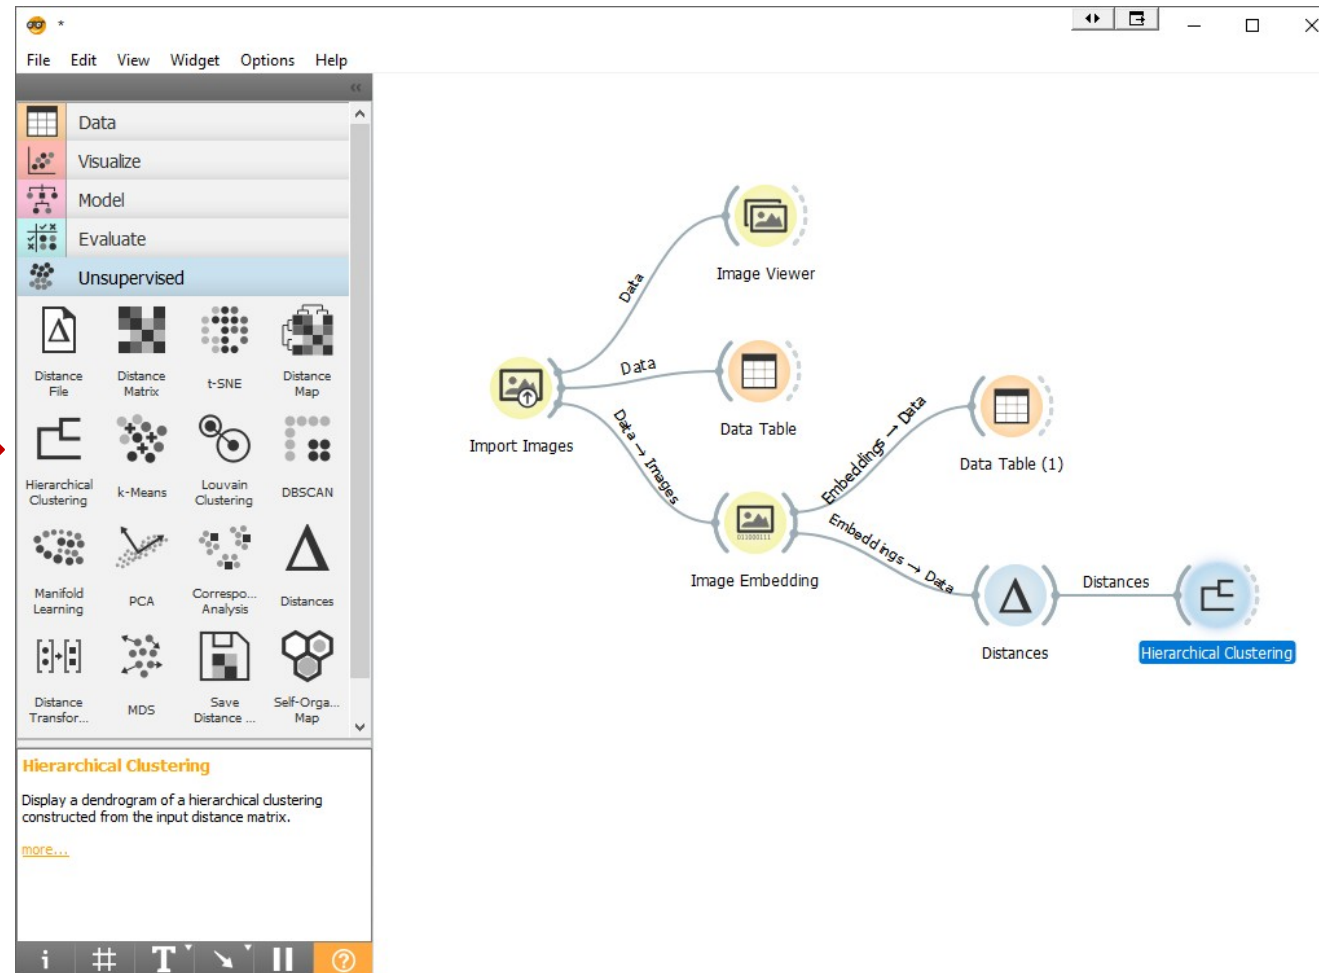 *
File Edit View Widget Options Help
Data
Visualize
Model
Evaluate
Unsupervised
Distance
File
Distance
Matrix
t-SNE
Distance
Map
Hierarchical
Clustering
k-Means
Louvain
Clustering
DBSCAN
Manifold
Learning
PCA
Correspo...
Analysis
Distances
Distance
Transfor...
MDS
Save
Distance ...
Self-Orga...
Map
Hierarchical Clustering
Display a dendrogram of a hierarchical clustering
constructed from the input distance matrix.
more...
i # T ?
Image Viewer
Data
Data
Data Table
Import Images
Data → Images
Embeddings → Data
Data Table (1)
011000111
Image Embedding
Embeddings → Data
Distances
Distances
Hierarchical Clustering